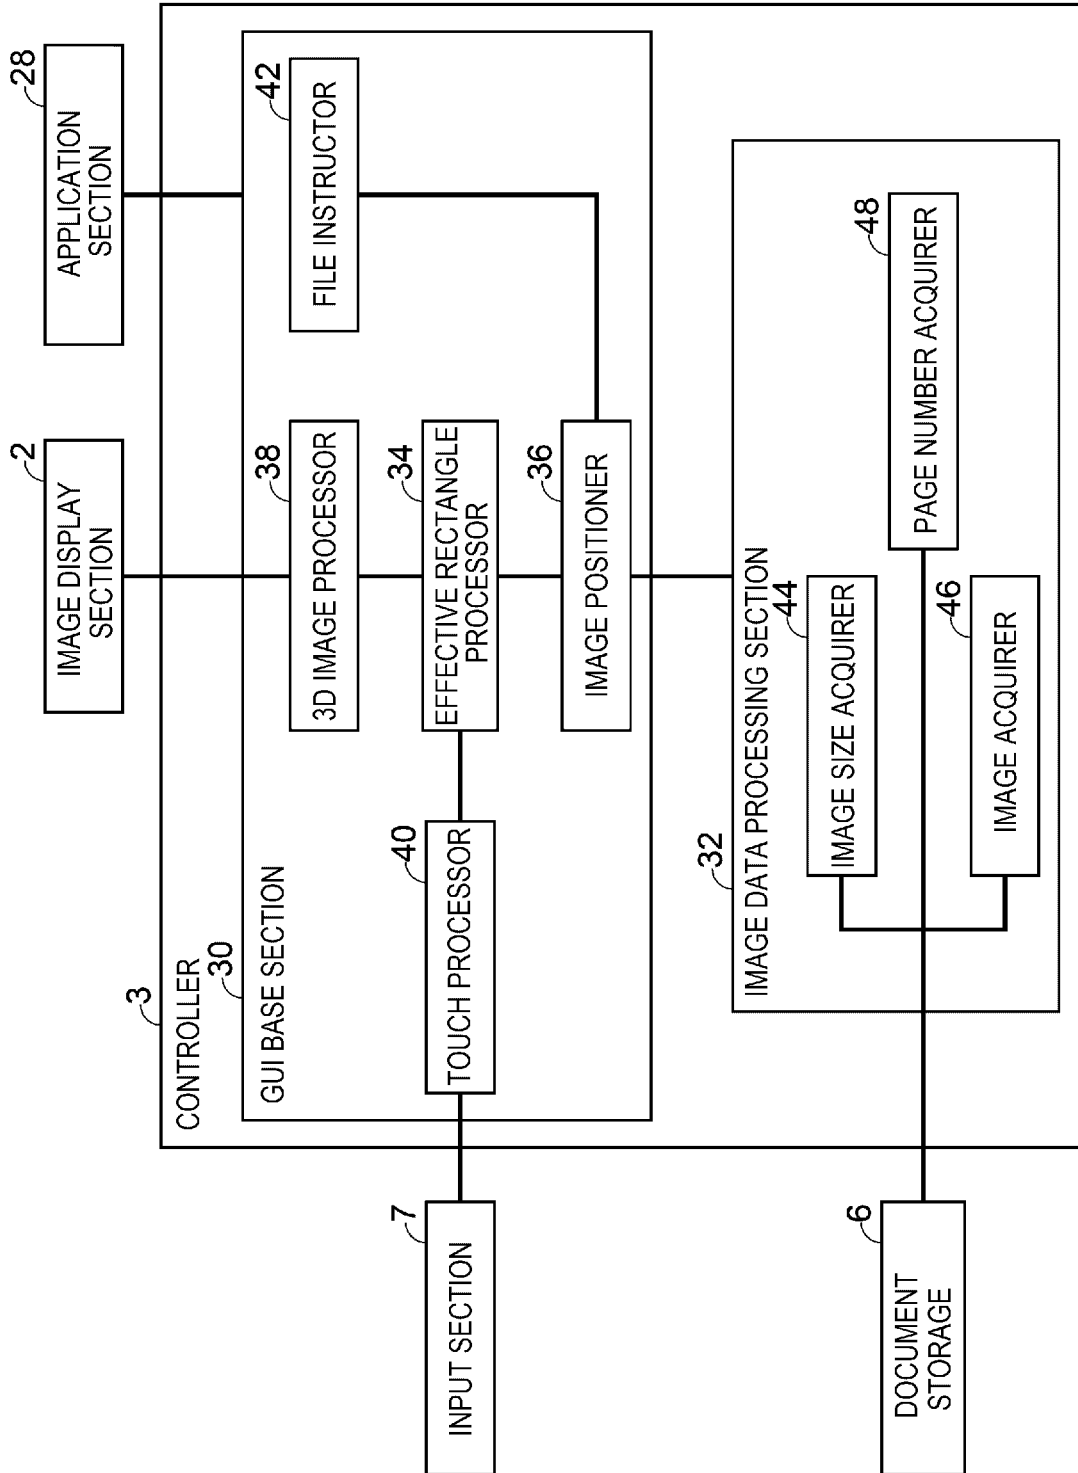 2
IMAGE DISPLAY
SECTION
28
APPLICATION
SECTION
3
CONTROLLER
30
GUI BASE SECTION
38
3D IMAGE PROCESSOR
42
FILE INSTRUCTOR
7
INPUT SECTION
40
TOUCH PROCESSOR
34
EFFECTIVE RECTANGLE
PROCESSOR
36
IMAGE POSITIONER
32
IMAGE DATA PROCESSING SECTION
44
IMAGE SIZE ACQUIRER
48
PAGE NUMBER ACQUIRER
6
DOCUMENT
STORAGE
46
IMAGE ACQUIRER